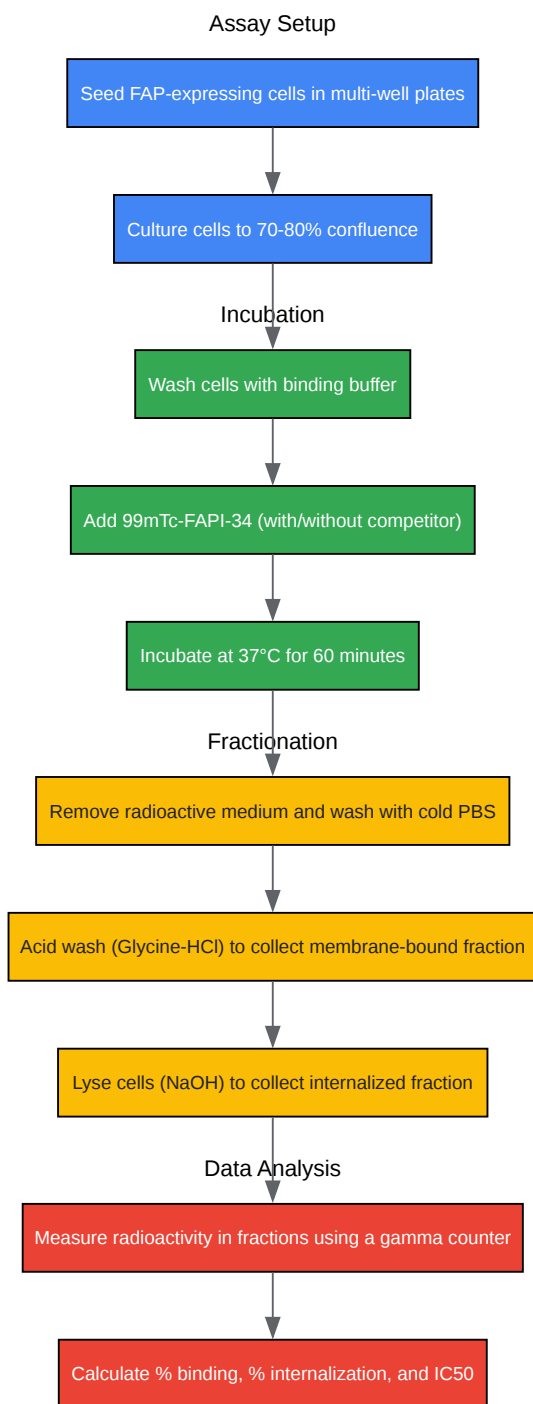 Assay Setup
Seed FAP-expressing cells in multi-well plates
Culture cells to 70-80% confluence
Incubation
Wash cells with binding buffer
Add 99mTc-FAPI-34 (with/without competitor)
Incubate at 37°C for 60 minutes
Fractionation
Remove radioactive medium and wash with cold PBS
Acid wash (Glycine-HCl) to collect membrane-bound fraction
Lyse cells (NaOH) to collect internalized fraction
Data Analysis
Measure radioactivity in fractions using a gamma counter
Calculate % binding, % internalization, and IC50